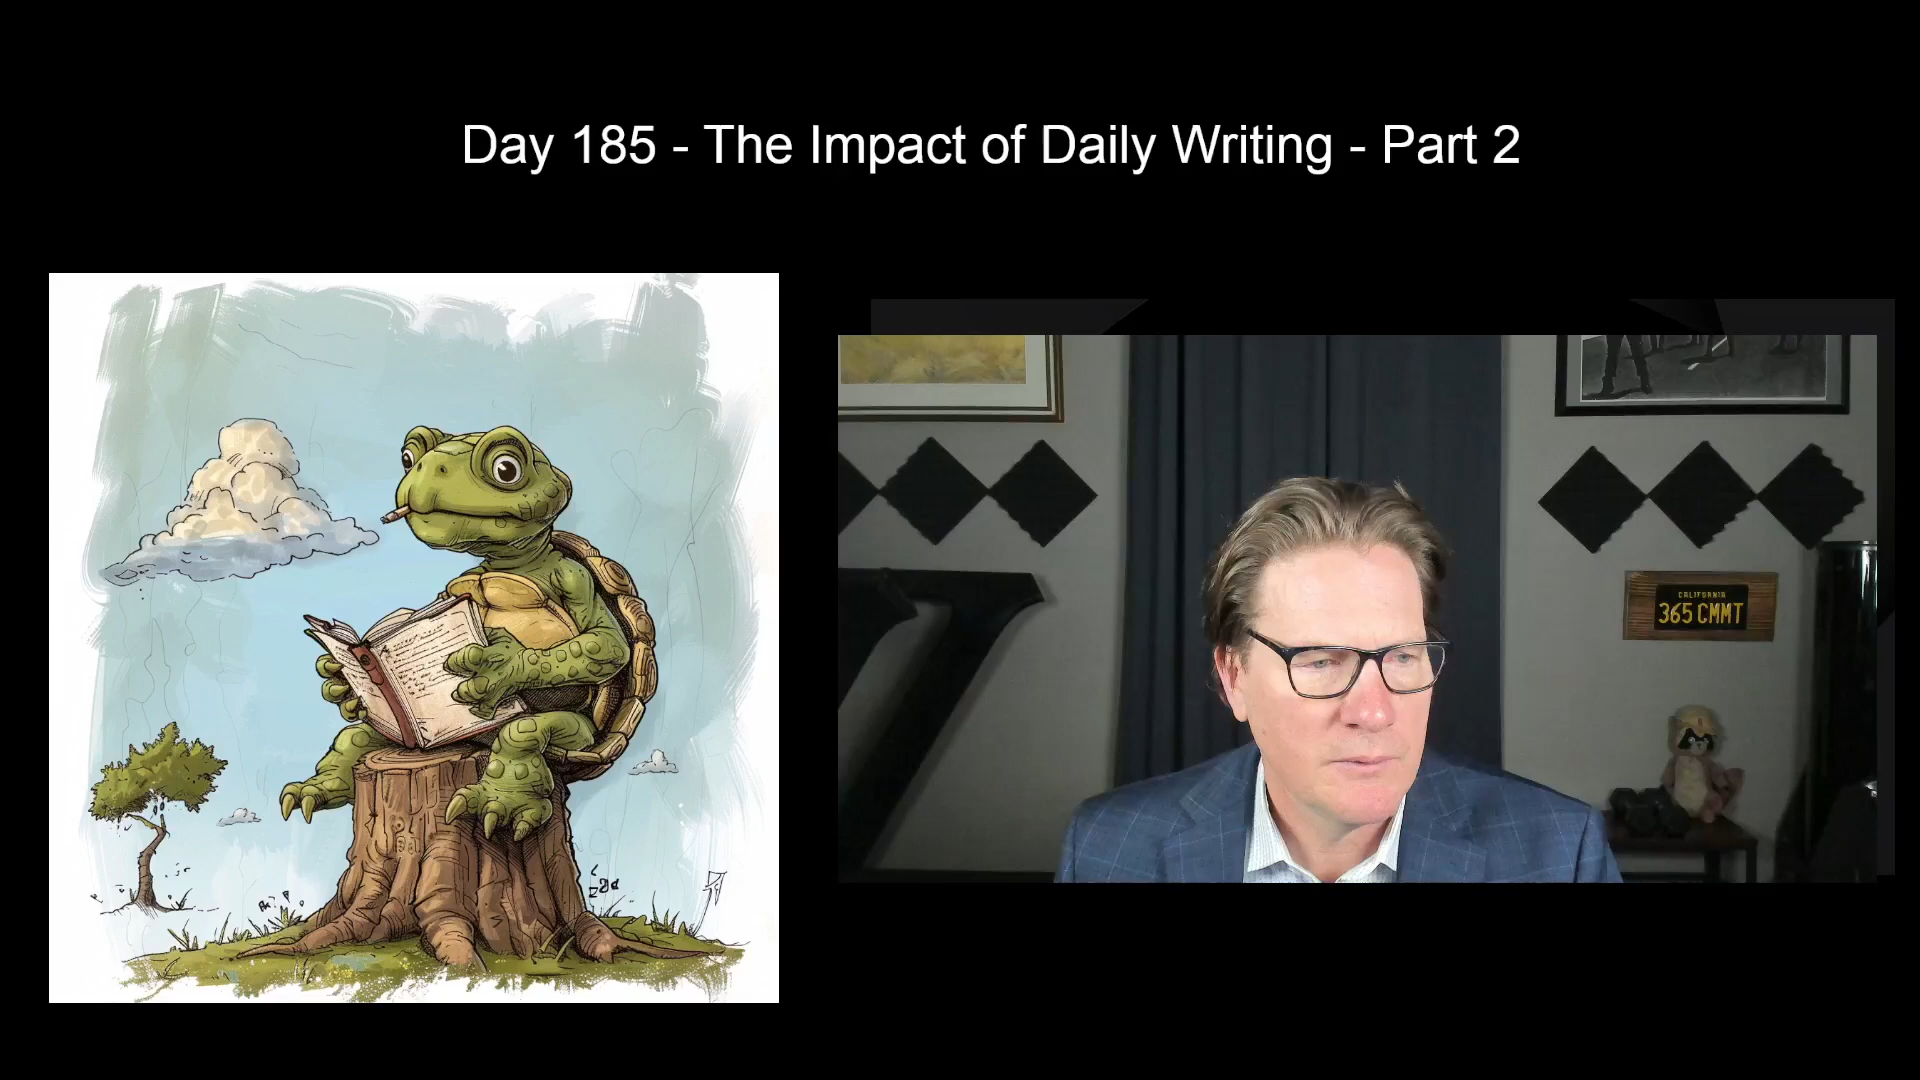 Day 185 - The Impact of Daily Writing - Part 2
CALIFORNIA
365 CMMT